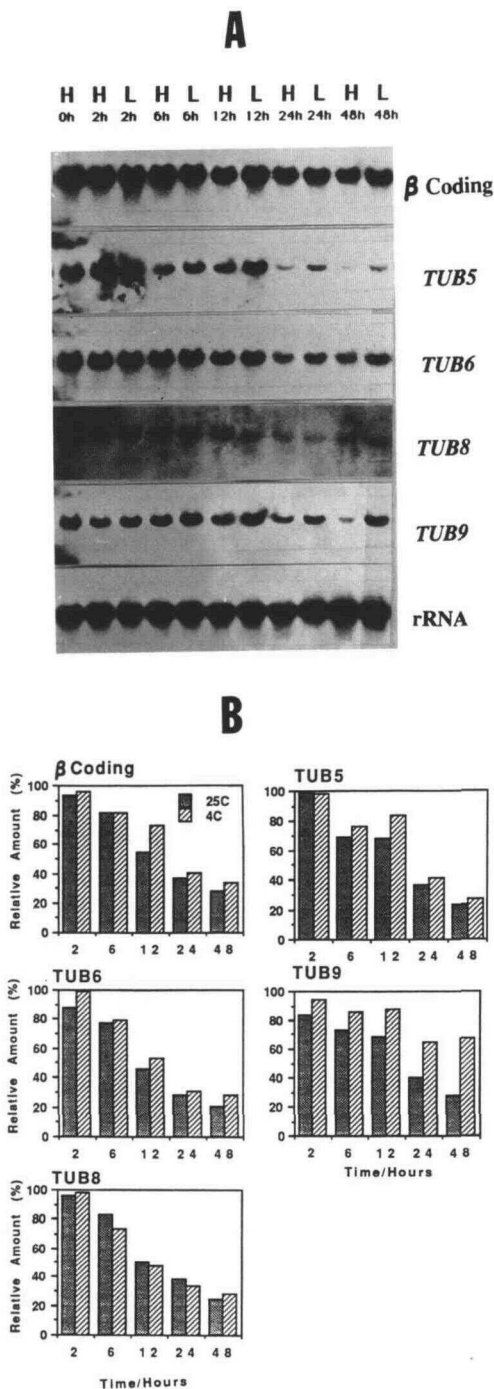 A
H H L H L H L H L H L
0h 2h 2h 6h 6h 12h 12h 24h 24h 48h 48h
β Coding
TUB5
TUB6
TUB8
TUB9
rRNA
B
β Coding
Relative Amount (%)
100
80
60
40
20
0
25C
4C
2 6 12 24 48
TUB5
100
80
60
40
20
0
2 6 12 24 48
TUB6
Relative Amount (%)
100
80
60
40
20
0
2 6 12 24 48
TUB9
100
80
60
40
20
0
2 6 12 24 48
Time/Hours
TUB8
Relative Amount (%)
100
80
60
40
20
0
2 6 12 24 48
Time/Hours